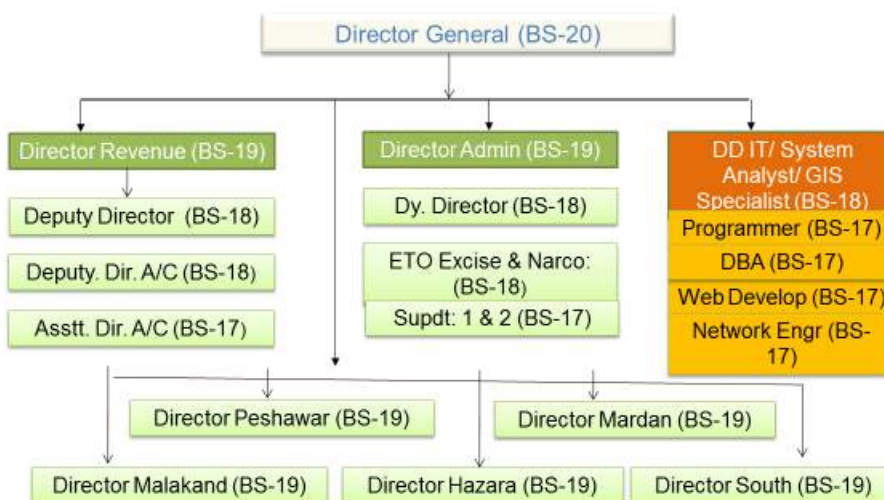 Director General (BS-20)
Director Revenue (BS-19)
Deputy Director (BS-18)
Deputy. Dir. A/C (BS-18)
Asstt. Dir. A/C (BS-17)
Director Admin (BS-19)
Dy. Director (BS-18)
ETO Excise & Narco:
(BS-18)
Supdt: 1 & 2 (BS-17)
DD IT/ System
Analyst/ GIS
Specialist (BS-18)
Programmer (BS-17)
DBA (BS-17)
Web Develop (BS-17)
Network Engr (BS-
17)
Director Peshawar (BS-19)
Director Mardan (BS-19)
Director Malakand (BS-19)
Director Hazara (BS-19)
Director South (BS-19)